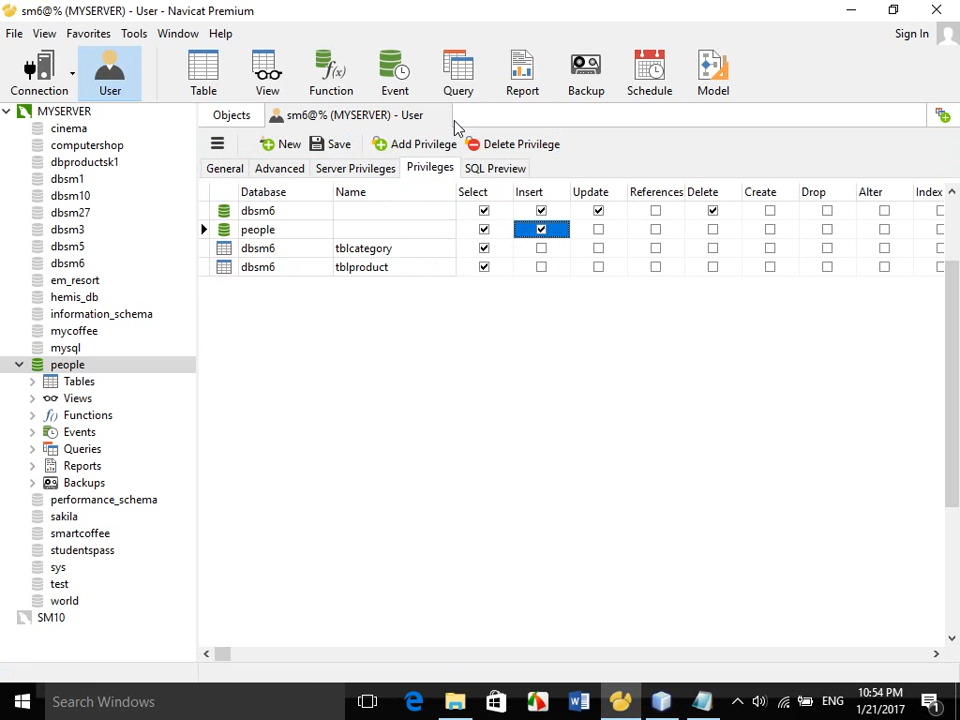 sm6@% (MYSERVER) - User - Navicat Premium
File View Favorites Tools Window Help Sign In
Connection User Table View Function Event Query Report Backup Schedule Model
MYSERVER
cinema
computershop
dbproductsk1
dbsm1
dbsm10
dbsm27
dbsm3
dbsm5
dbsm6
em_resort
hemis_db
information_schema
mycoffee
mysql
people
Tables
Views
Functions
Events
Queries
Reports
Backups
performance_schema
sakila
smartcoffee
studentspass
sys
test
world
SM10
Objects sm6@% (MYSERVER) - User
New Save Add Privilege Delete Privilege
General Advanced Server Privileges Privileges SQL Preview
Database Name Select Insert Update References Delete Create Drop Alter Index
dbsm6
people
dbsm6 tblcategory
dbsm6 tblproduct
Search Windows
ENG
10:54 PM
1/21/2017
1